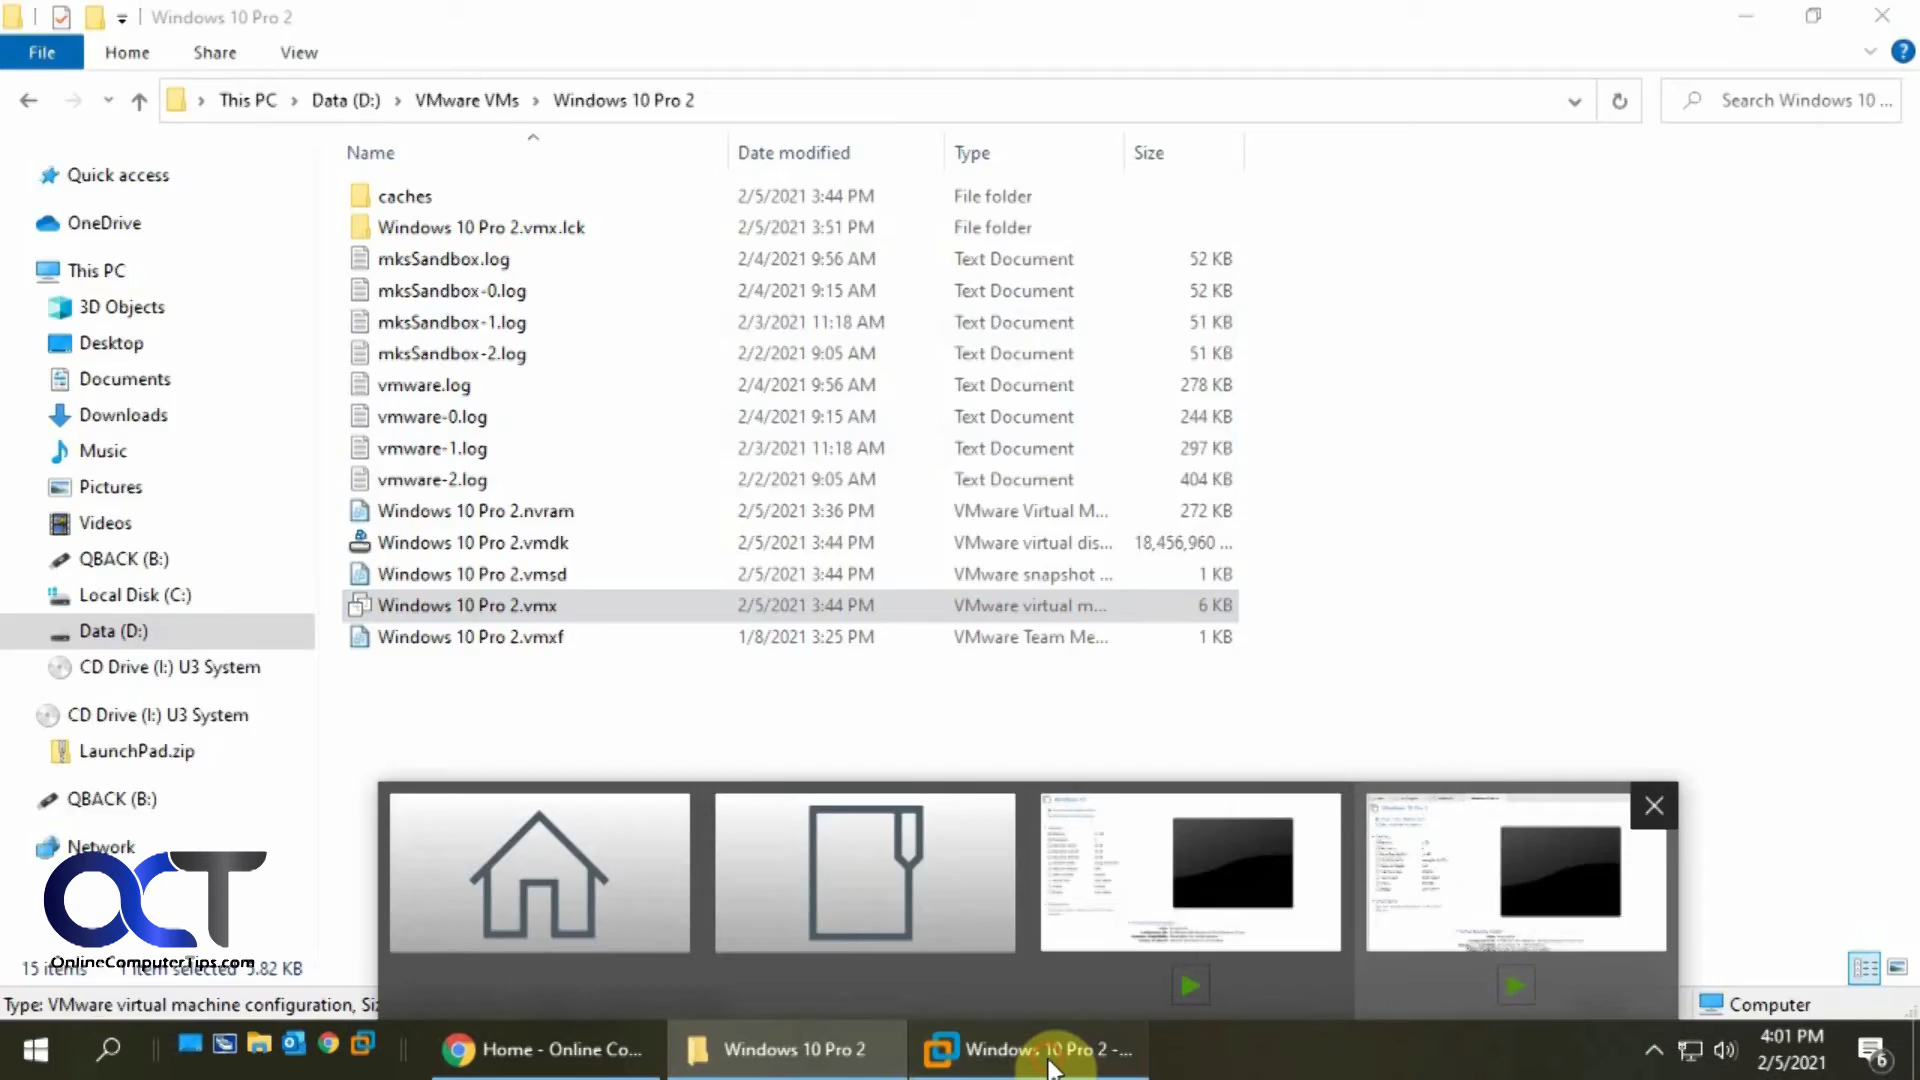 Windows 10 Pro 2
File Home Share View
This PC Data (D:) VMware VMs Windows 10 Pro 2 Search Windows 10 ...
Name Date modified Type Size
Quick access
OneDrive
This PC
3D Objects
Desktop
Documents
Downloads
Music
Pictures
Videos
QBACK (B:)
Local Disk (C:)
Data (D:)
CD Drive (I:) U3 System
CD Drive (I:) U3 System
LaunchPad.zip
QBACK (B:)
Network
caches 2/5/2021 3:44 PM File folder
Windows 10 Pro 2.vmx.lck 2/5/2021 3:51 PM File folder
mksSandbox.log 2/4/2021 9:56 AM Text Document 52 KB
mksSandbox-0.log 2/4/2021 9:15 AM Text Document 52 KB
mksSandbox-1.log 2/3/2021 11:18 AM Text Document 51 KB
mksSandbox-2.log 2/2/2021 9:05 AM Text Document 51 KB
vmware.log 2/4/2021 9:56 AM Text Document 278 KB
vmware-0.log 2/4/2021 9:15 AM Text Document 244 KB
vmware-1.log 2/3/2021 11:18 AM Text Document 297 KB
vmware-2.log 2/2/2021 9:05 AM Text Document 404 KB
Windows 10 Pro 2.nvram 2/5/2021 3:36 PM VMware Virtual M... 272 KB
Windows 10 Pro 2.vmdk 2/5/2021 3:44 PM VMware virtual dis... 18,456,960 ...
Windows 10 Pro 2.vmsd 2/5/2021 3:44 PM VMware snapshot ... 1 KB
Windows 10 Pro 2.vmx 2/5/2021 3:44 PM VMware virtual m... 6 KB
Windows 10 Pro 2.vmxf 1/8/2021 3:25 PM VMware Team Me... 1 KB
OCT
OnlineComputerTips.com
15 items 1 item selected 5.82 KB
Type: VMware virtual machine configuration, Siz
Computer
Home - Online Co... Windows 10 Pro 2 Windows 10 Pro 2 -...
4:01 PM
2/5/2021
6